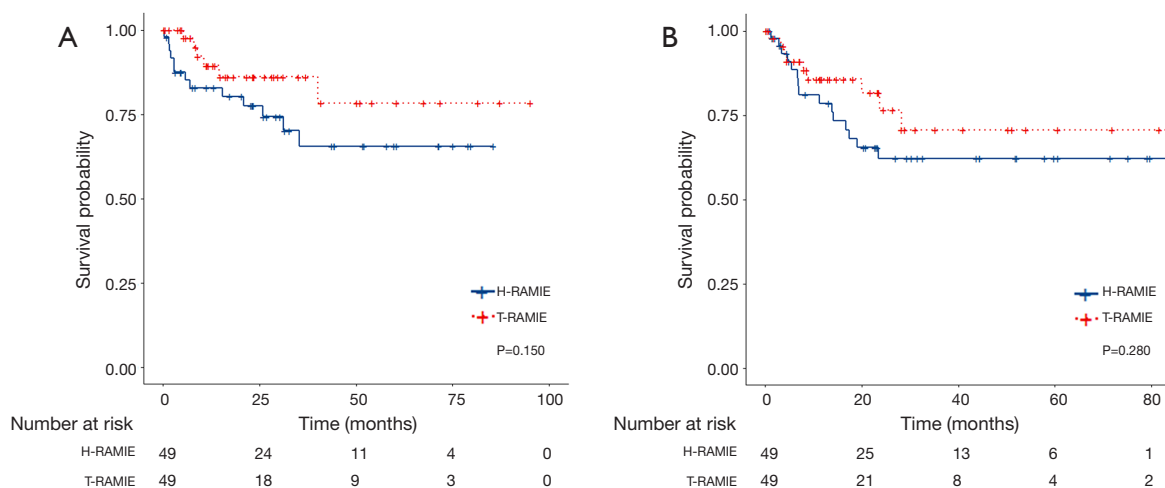 A
1.00
0.75
0.50
0.25
0.00
Survival probability
H-RAMIE
T-RAMIE
P=0.150
0 25 50 75 100
Number at risk Time (months)
H-RAMIE 49 24 11 4 0
T-RAMIE 49 18 9 3 0
B
1.00
0.75
0.50
0.25
0.00
Survival probability
H-RAMIE
T-RAMIE
P=0.280
0 20 40 60 80
Number at risk Time (months)
H-RAMIE 49 25 13 6 1
T-RAMIE 49 21 8 4 2